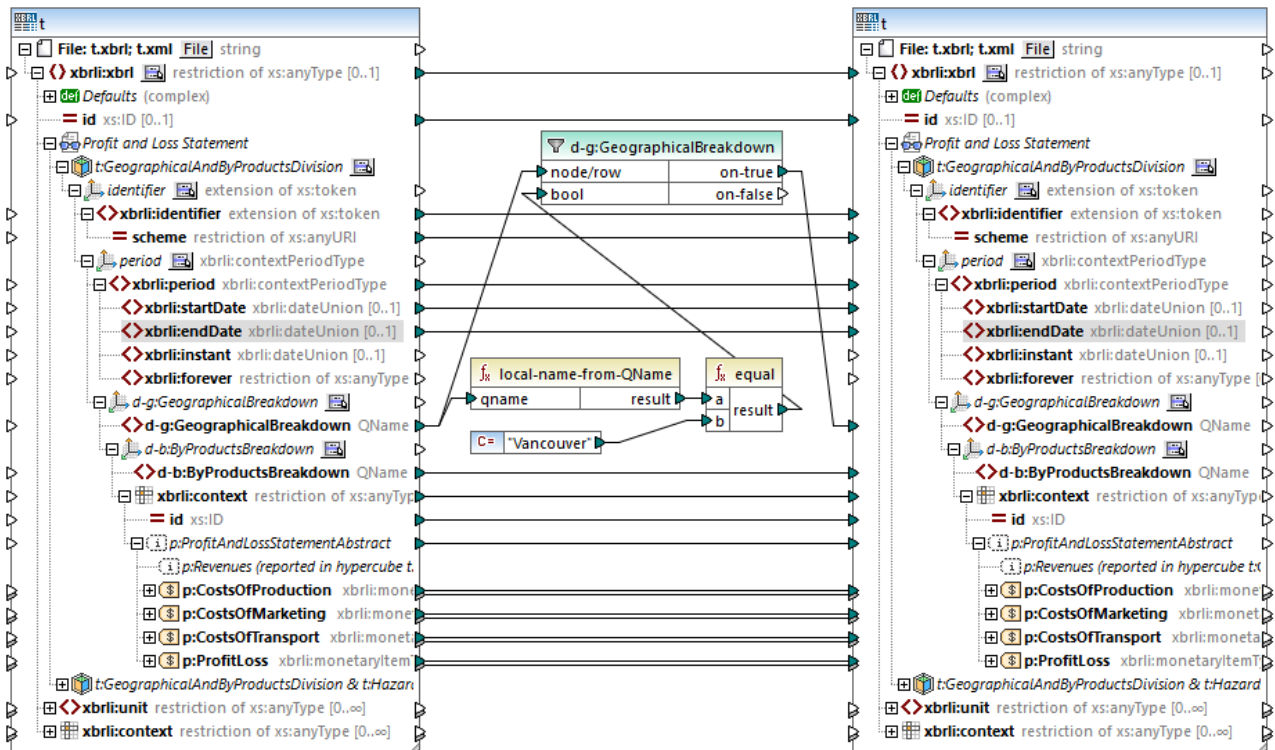 t
File: t.xbrl; t.xml File string
xbrli:xbrl restriction of xs:anyType [0..1]
Defaults (complex)
id xs:ID [0..1]
Profit and Loss Statement
t:GeographicalAndByProductsDivision
identifier extension of xs:token
xbrli:identifier extension of xs:token
scheme restriction of xs:anyURI
period xbrli:contextPeriodType
xbrli:period xbrli:contextPeriodType
xbrli:startDate xbrli:dateUnion [0..1]
xbrli:endDate xbrli:dateUnion [0..1]
xbrli:instant xbrli:dateUnion [0..1]
xbrli:forever restriction of xs:anyType
d-g:GeographicalBreakdown
d-g:GeographicalBreakdown QName
d-b:ByProductsBreakdown
d-b:ByProductsBreakdown QName
xbrli:context restriction of xs:anyTyp
id xs:ID
p:ProfitAndLossStatementAbstract
p:Revenues (reported in hypercube t.
p:CostsOfProduction xbrli:mone
p:CostsOfMarketing xbrli:monet
p:CostsOfTransport xbrli:moneta
p:ProfitLoss xbrli:monetaryItemT
t:GeographicalAndByProductsDivision & t:Hazard
xbrli:unit restriction of xs:anyType [0..∞]
xbrli:context restriction of xs:anyType [0..∞]
d-g:GeographicalBreakdown
node/row on-true
bool on-false
local-name-from-QName
qname result
C= "Vancouver"
equal
a
result
b
t
File: t.xbrl; t.xml File string
xbrli:xbrl restriction of xs:anyType [0..1]
Defaults (complex)
id xs:ID [0..1]
Profit and Loss Statement
t:GeographicalAndByProductsDivision
identifier extension of xs:token
xbrli:identifier extension of xs:token
scheme restriction of xs:anyURI
period xbrli:contextPeriodType
xbrli:period xbrli:contextPeriodType
xbrli:startDate xbrli:dateUnion [0..1]
xbrli:endDate xbrli:dateUnion [0..1]
xbrli:instant xbrli:dateUnion [0..1]
xbrli:forever restriction of xs:anyType [
d-g:GeographicalBreakdown
d-g:GeographicalBreakdown QName
d-b:ByProductsBreakdown
d-b:ByProductsBreakdown QName
xbrli:context restriction of xs:anyType
id xs:ID
p:ProfitAndLossStatementAbstract
p:Revenues (reported in hypercube t:
p:CostsOfProduction xbrli:mone
p:CostsOfMarketing xbrli:monet
p:CostsOfTransport xbrli:moneta
p:ProfitLoss xbrli:monetaryItemT
t:GeographicalAndByProductsDivision & t:Hazard
xbrli:unit restriction of xs:anyType [0..∞]
xbrli:context restriction of xs:anyType [0..∞]